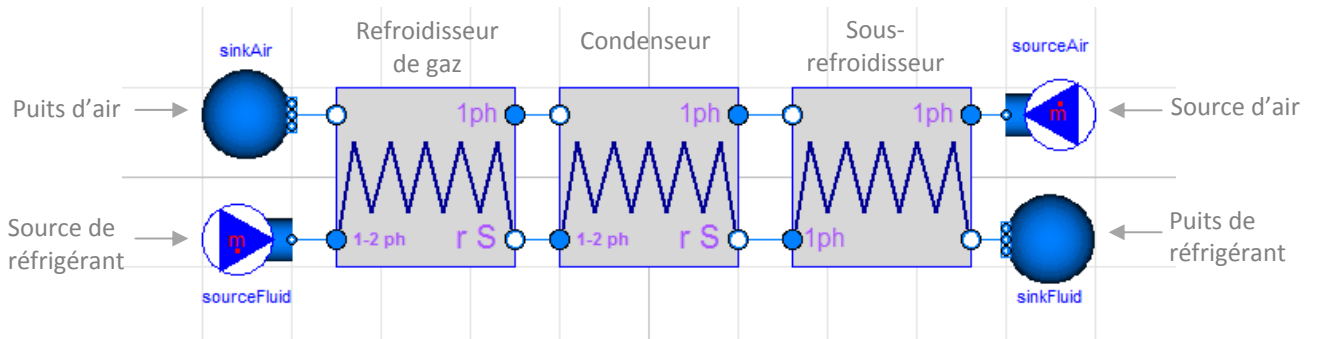 Refroidisseur
de gaz
Condenseur
Sous-
refroidisseur
sinkAir
sourceAir
Puits d'air
1ph
1ph
1ph
ṁ
Source d'air
Source de
réfrigérant
ṁ
1-2 ph
r S
1-2 ph
r S
1ph
Puits de
réfrigérant
sourceFluid
sinkFluid